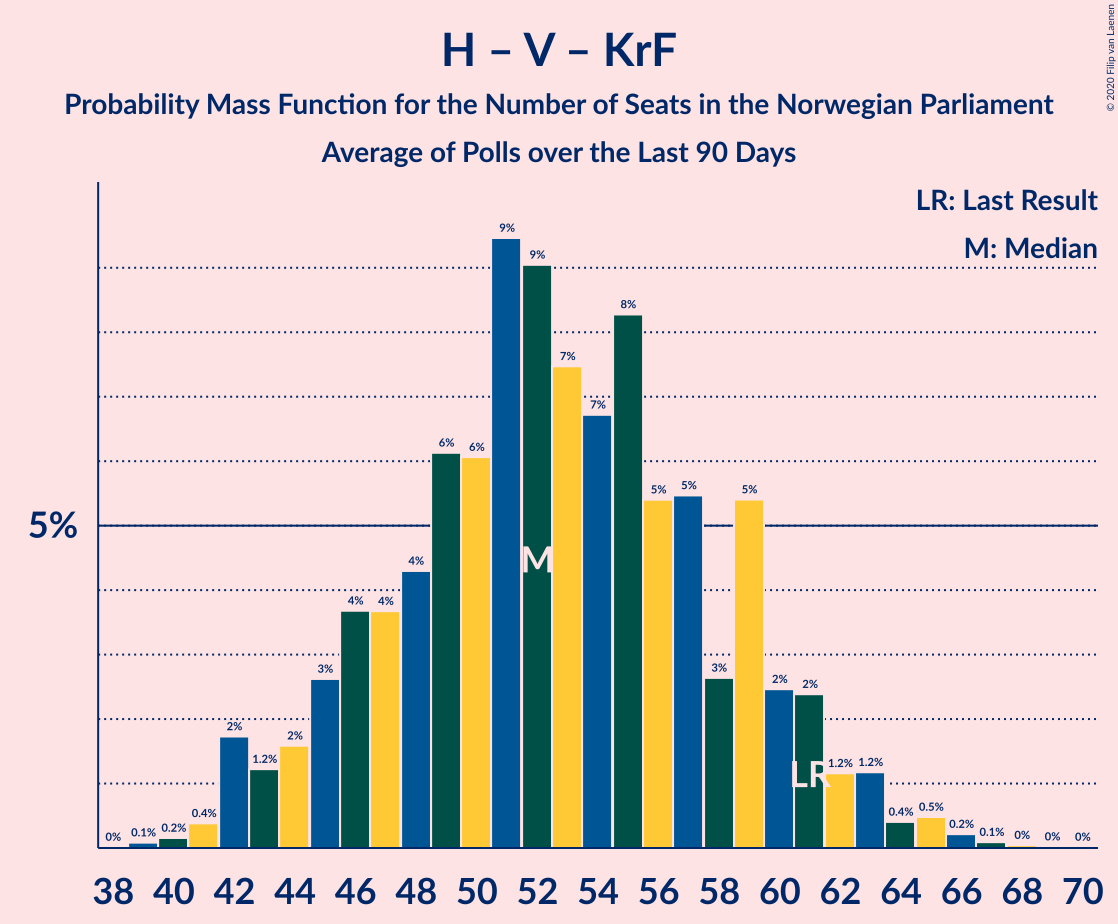 H – V – KrF
Probability Mass Function for the Number of Seats in the Norwegian Parliament
Average of Polls over the Last 90 Days
© 2020 Filip van Laenen
LR: Last Result
M: Median
5%
0% 0.1% 0.2% 0.4% 2% 1.2% 2% 3% 4% 4% 4% 6% 6% 9% 9% 7% 7% 8% 5% 5% 3% 5% 2% 2% 1.2% 1.2% 0.4% 0.5% 0.2% 0.1% 0% 0% 0%
M
LR
38 40 42 44 46 48 50 52 54 56 58 60 62 64 66 68 70